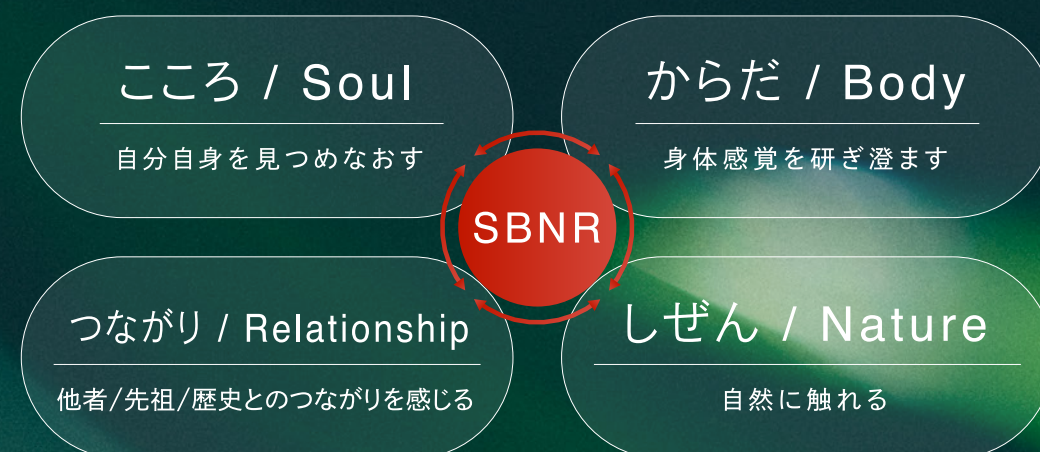 こころ / Soul
自分自身を見つめなおす
からだ / Body
身体感覚を研ぎ澄ます
SBNR
つながり / Relationship
他者/先祖/歴史とのつながりを感じる
しぜん / Nature
自然に触れる